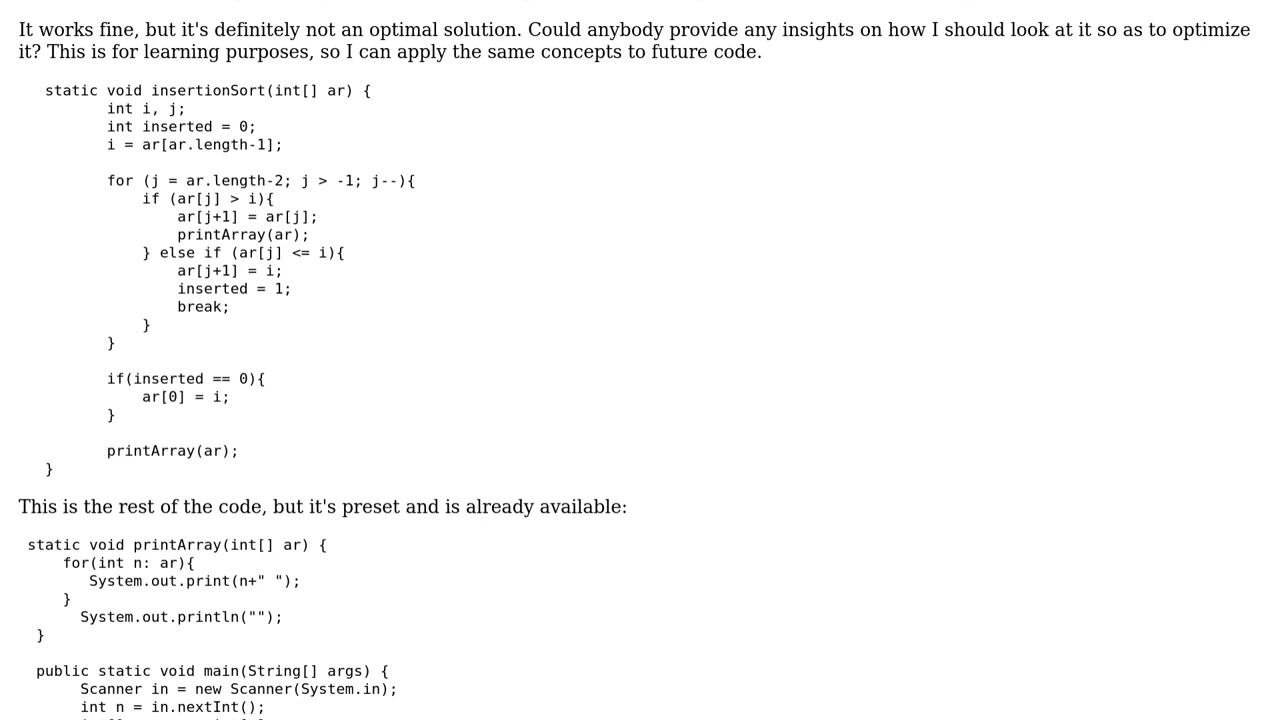 It works fine, but it's definitely not an optimal solution. Could anybody provide any insights on how I should look at it so as to optimize
it? This is for learning purposes, so I can apply the same concepts to future code.
static void insertionSort(int[] ar) {
int i, j;
int inserted = 0;
i = ar[ar.length-1];
for (j = ar.length-2; j > -1; j--){
if (ar[j] > i){
ar[j+1] = ar[j];
printArray(ar);
} else if (ar[j] <= i){
ar[j+1] = i;
inserted = 1;
break;
}
}
if(inserted == 0){
ar[0] = i;
}
printArray(ar);
}
This is the rest of the code, but it's preset and is already available:
static void printArray(int[] ar) {
for(int n: ar){
System.out.print(n+" ");
}
System.out.println("");
}
public static void main(String[] args) {
Scanner in = new Scanner(System.in);
int n = in.nextInt();